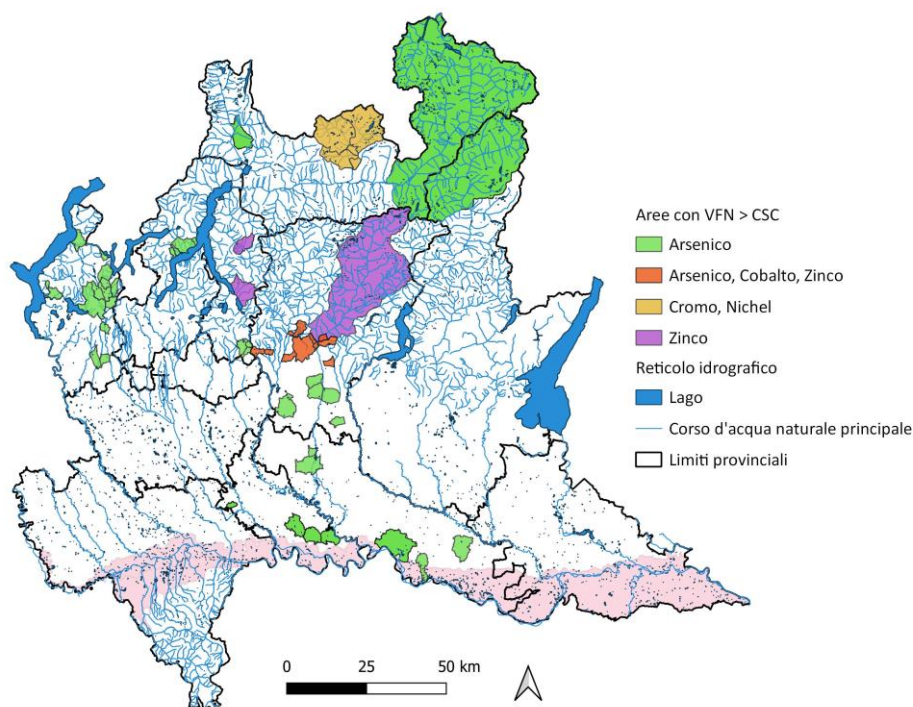 Aree con VFN > CSC
Arsenico
Arsenico, Cobalto, Zinco
Cromo, Nichel
Zinco
Reticolo idrografico
Lago
Corso d'acqua naturale principale
Limiti provinciali
0 25 50 km